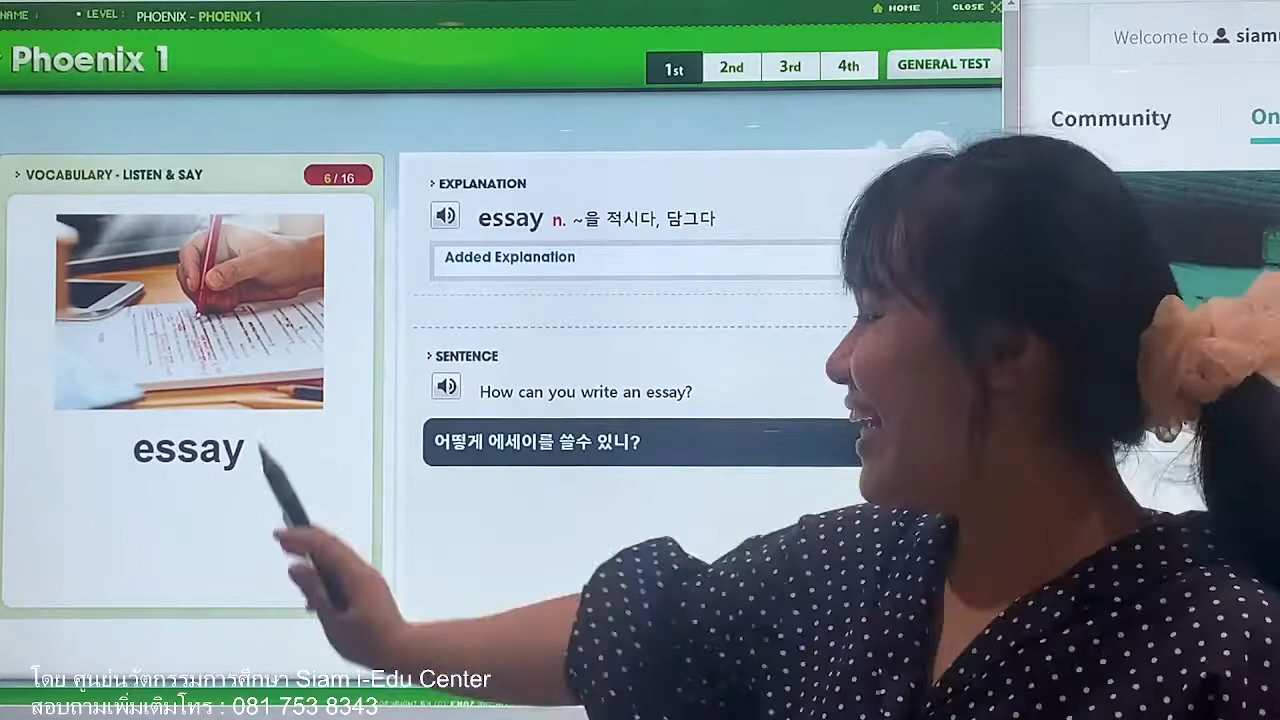 NAME :
▪ LEVEL : PHOENIX - PHOENIX 1
HOME
CLOSE
Phoenix 1
1st
2nd
3rd
4th
GENERAL TEST
Welcome to siamu
Community
On
VOCABULARY - LISTEN & SAY
6 / 16
essay
EXPLANATION
essay n. ~을 적시다, 담그다
Added Explanation
SENTENCE
How can you write an essay?
어떻게 에세이를 쓸수 있니?
โดย ศูนย์นวัตกรรมการศึกษา Siam i-Edu Center
สอบถามเพิ่มเติมโทร : 081 753 8343